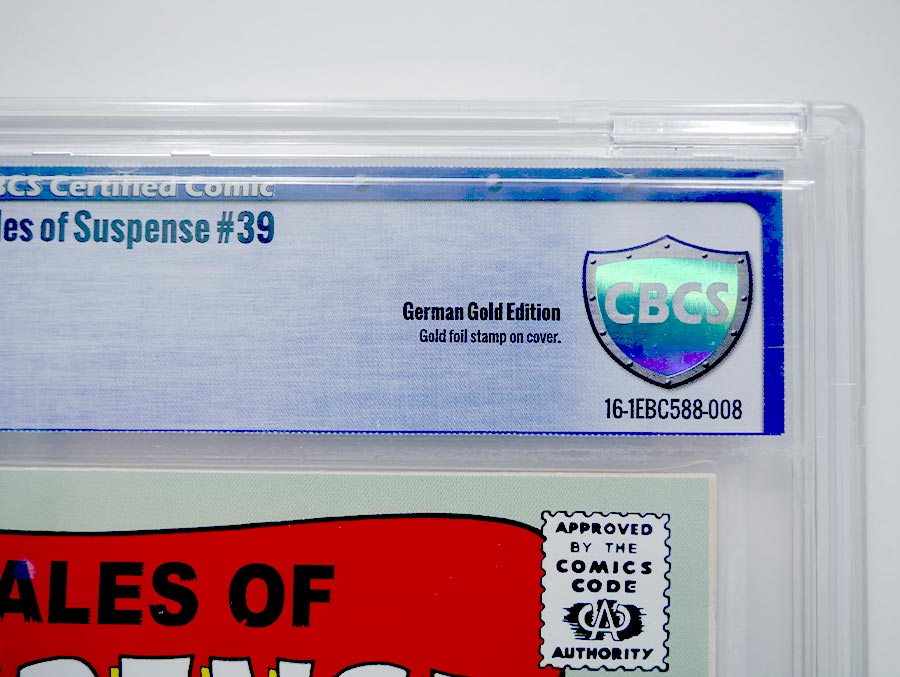 BCS Certified Comic
les of Suspense #39
German Gold Edition
Gold foil stamp on cover.
CBCS
16-1EBC588-008
APPROVED
BY THE
COMICS
CODE
CA
AUTHORITY
ALES OF